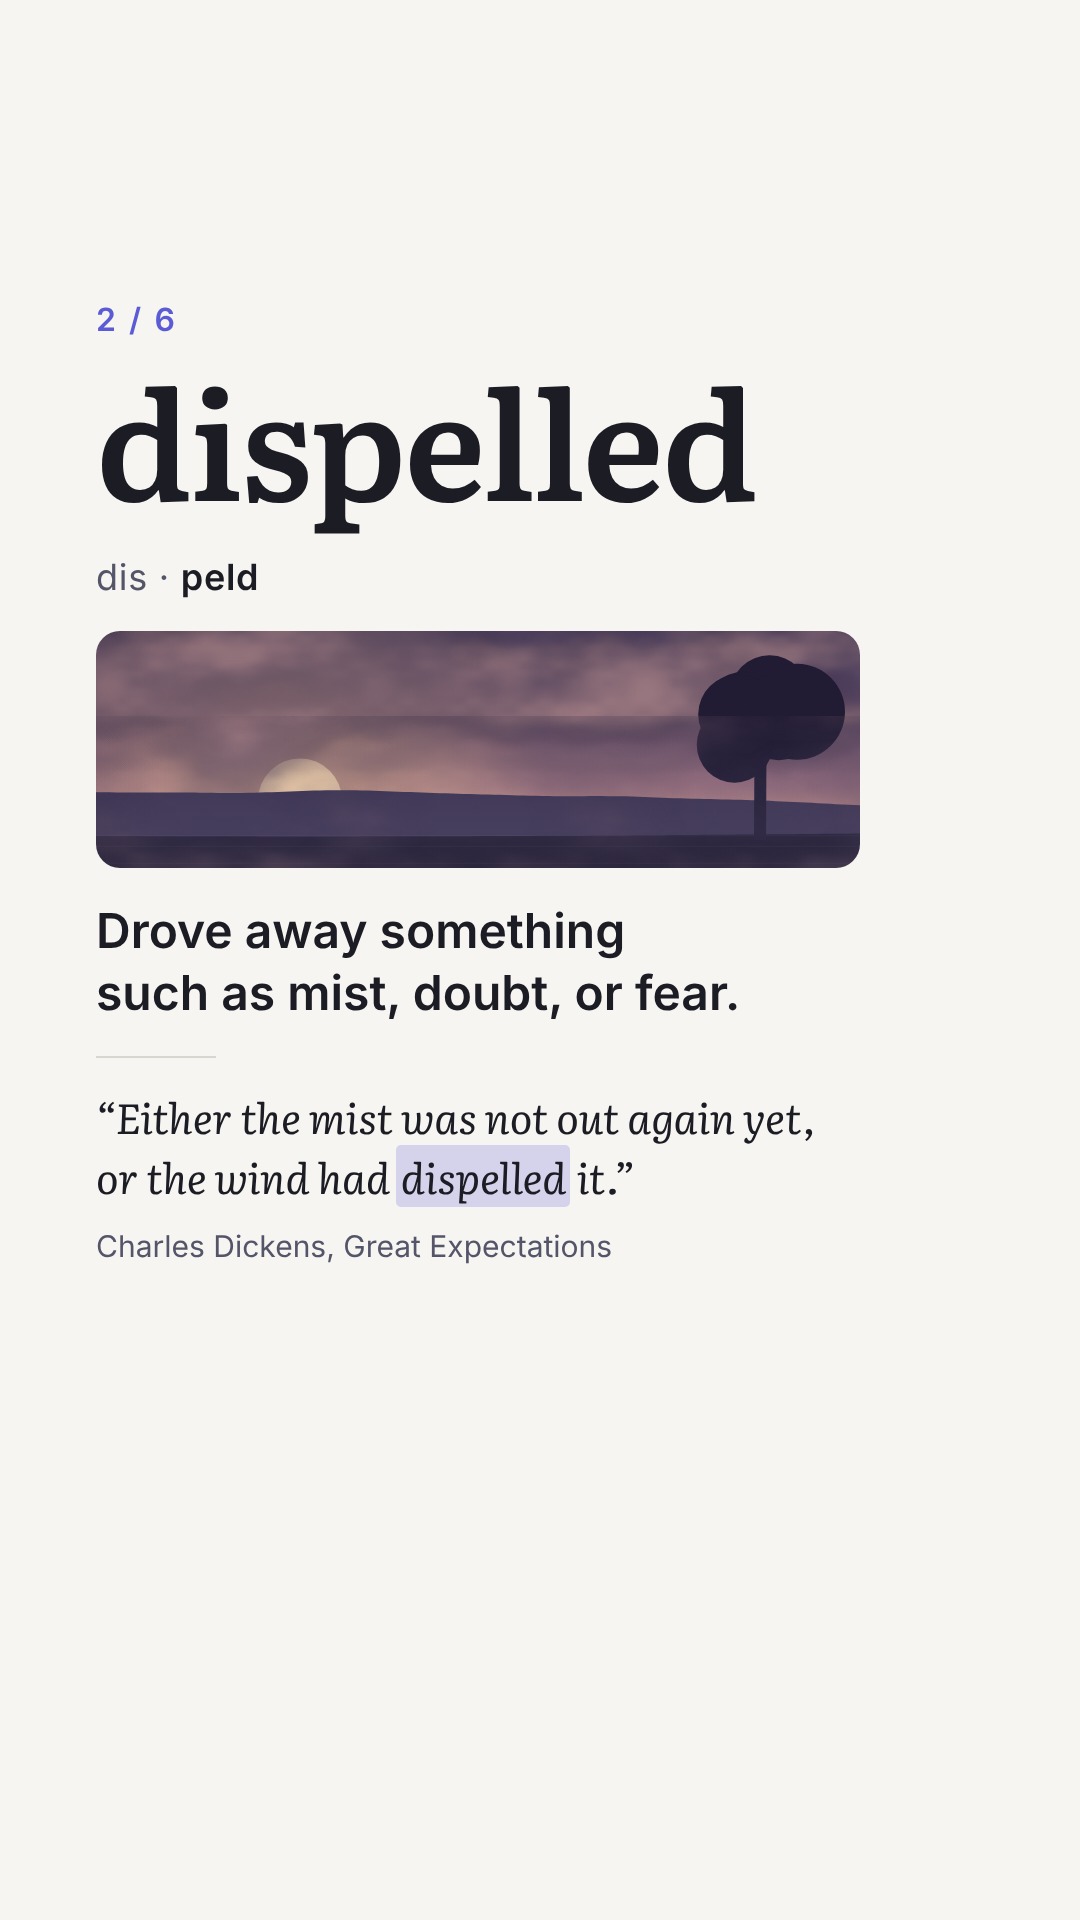 2 / 6
dispelled
dis · peld
Drove away something
such as mist, doubt, or fear.
“Either the mist was not out again yet,
or the wind had dispelled it.”
Charles Dickens, Great Expectations